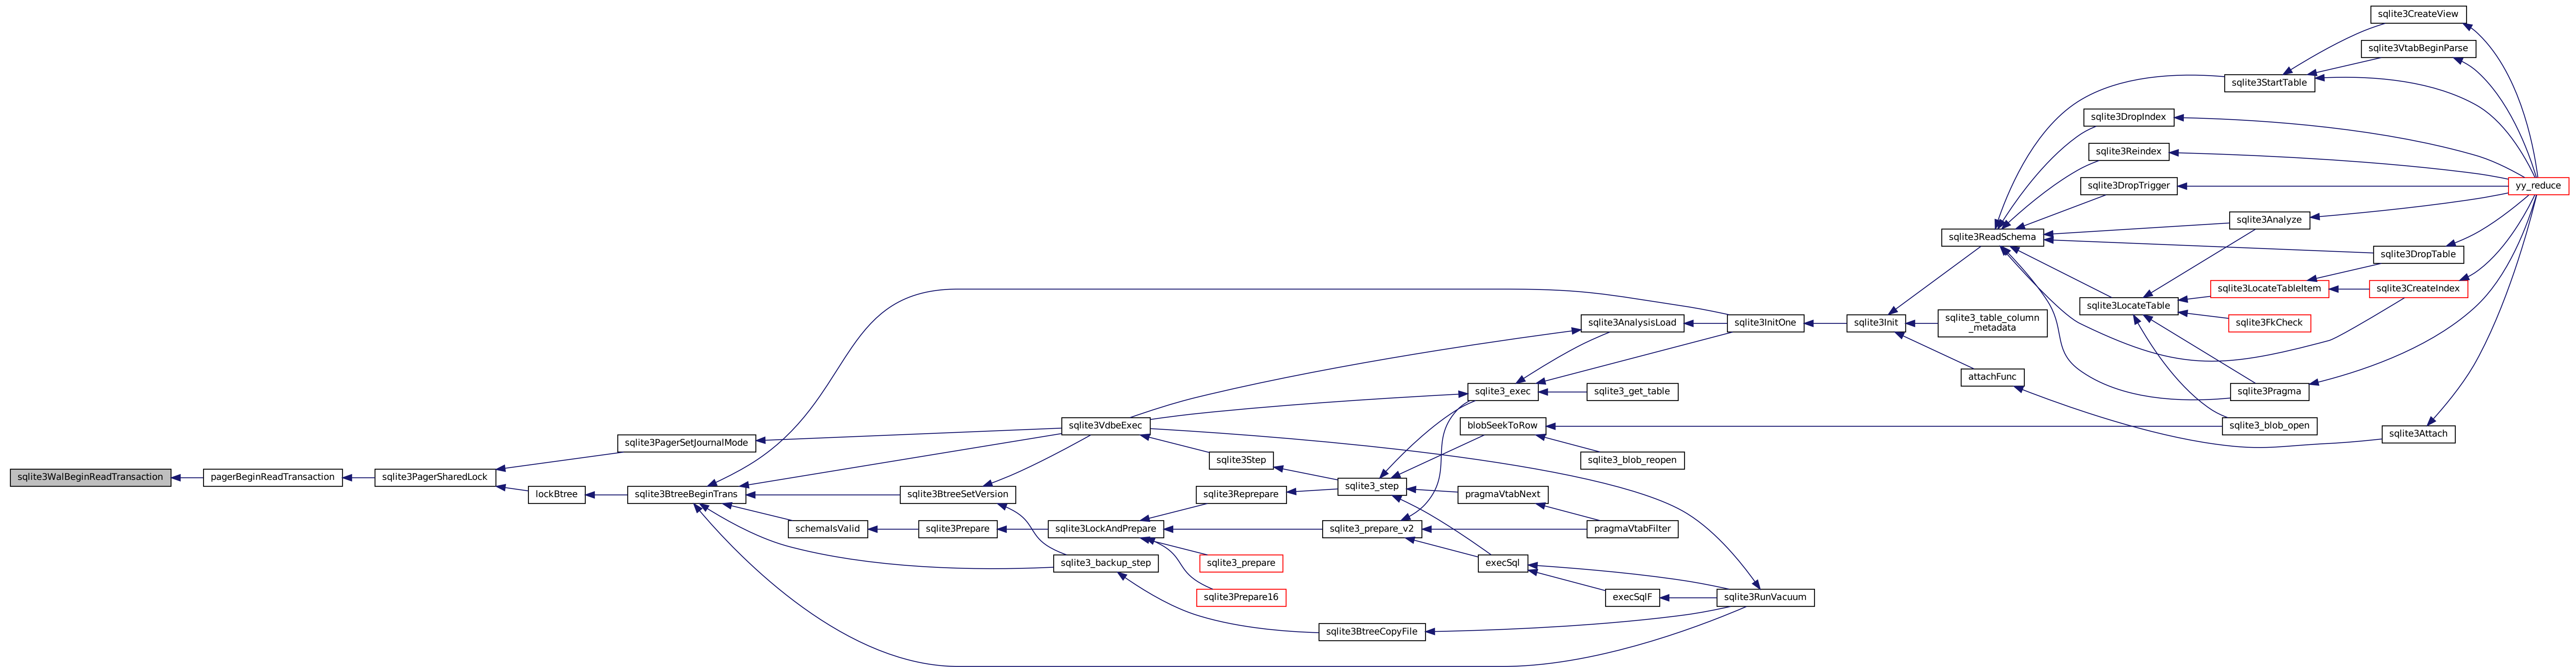 sqlite3CreateView
sqlite3VtabBeginParse
sqlite3StartTable
sqlite3DropIndex
sqlite3Reindex
sqlite3DropTrigger
yy_reduce
sqlite3Analyze
sqlite3ReadSchema
sqlite3DropTable
sqlite3LocateTableItem
sqlite3CreateIndex
sqlite3LocateTable
sqlite3_table_column
_metadata
sqlite3AnalysisLoad
sqlite3InitOne
sqlite3Init
sqlite3FkCheck
attachFunc
sqlite3_exec
sqlite3_get_table
sqlite3Pragma
sqlite3VdbeExec
blobSeekToRow
sqlite3_blob_open
sqlite3Attach
sqlite3PagerSetJournalMode
sqlite3Step
sqlite3_blob_reopen
sqlite3WalBeginReadTransaction
pagerBeginReadTransaction
sqlite3PagerSharedLock
sqlite3_step
lockBtree
sqlite3BtreeBeginTrans
sqlite3BtreeSetVersion
sqlite3Reprepare
pragmaVtabNext
schemaIsValid
sqlite3Prepare
sqlite3LockAndPrepare
sqlite3_prepare_v2
pragmaVtabFilter
sqlite3_backup_step
sqlite3_prepare
execSql
sqlite3Prepare16
execSqlF
sqlite3RunVacuum
sqlite3BtreeCopyFile